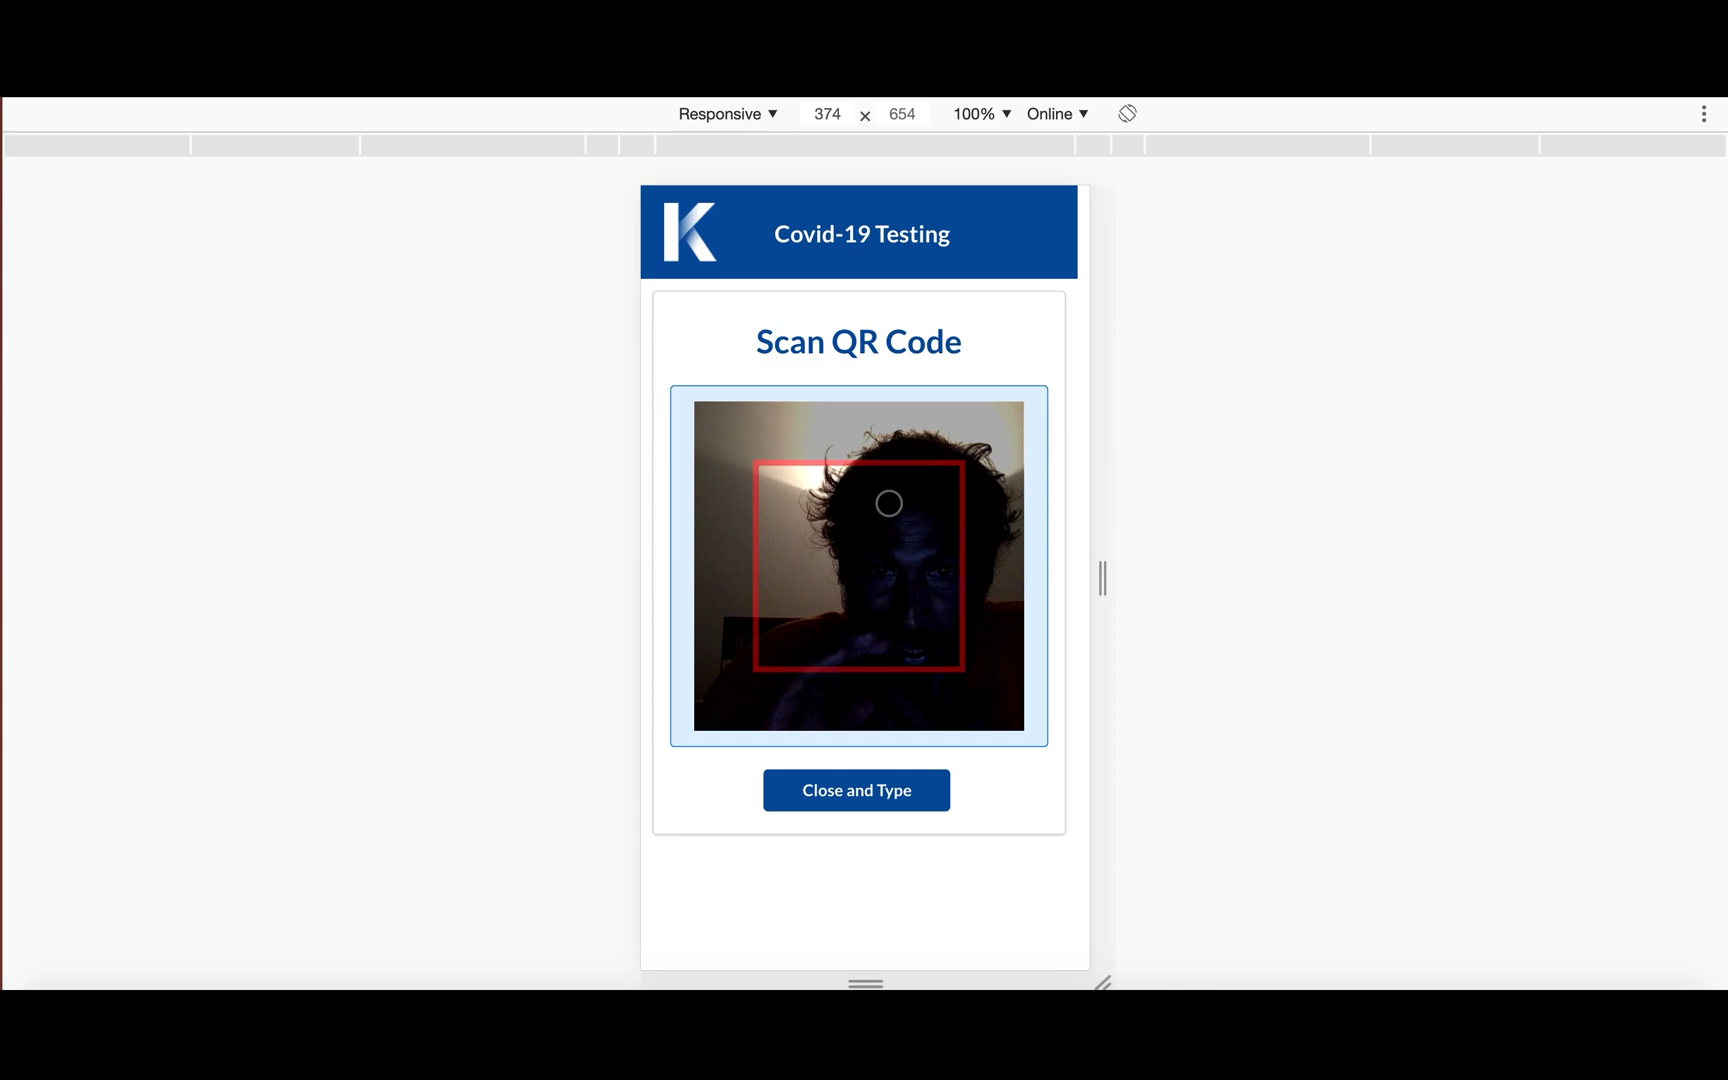 Responsive 374 × 654 100% Online
K Covid-19 Testing
Scan QR Code
Close and Type